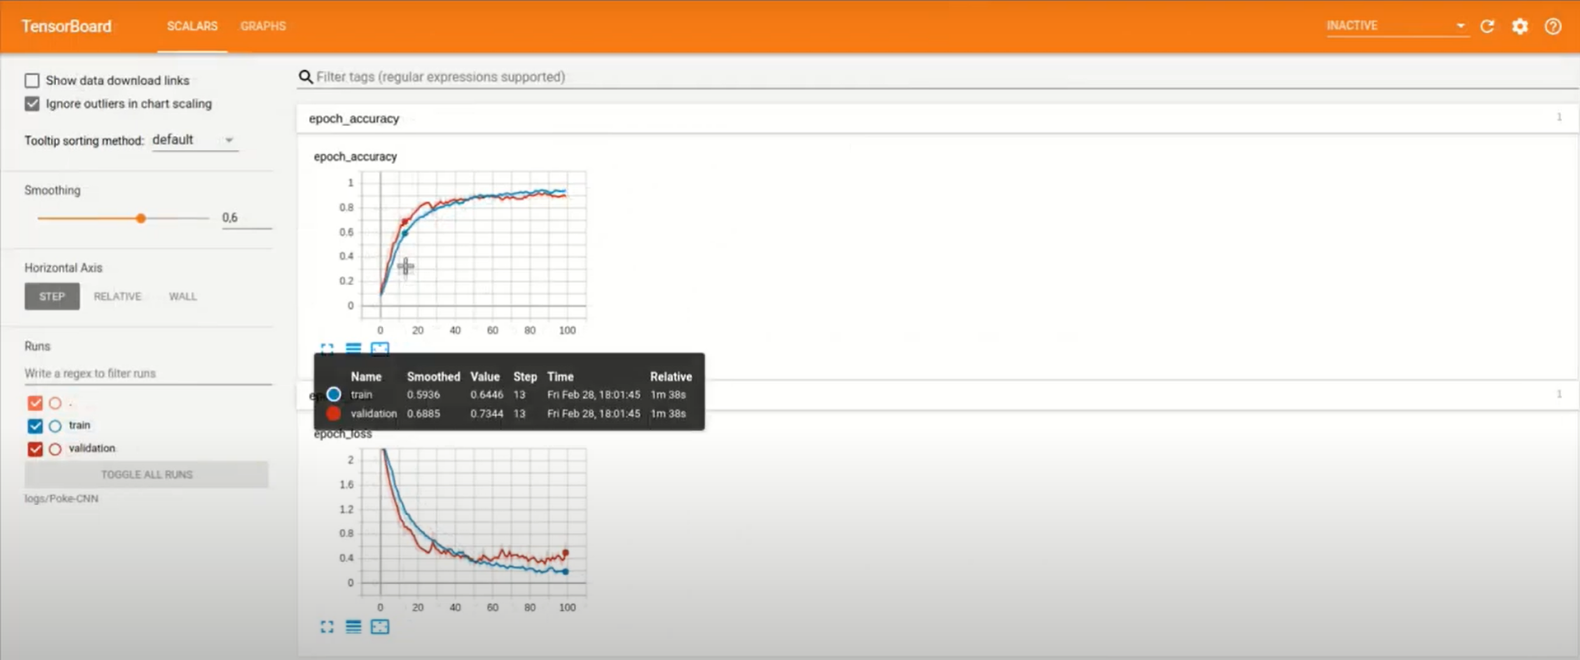 TensorBoard SCALARS GRAPHS INACTIVE
Show data download links
Ignore outliers in chart scaling
Tooltip sorting method: default
Smoothing
0,6
Horizontal Axis
STEP RELATIVE WALL
Runs
Write a regex to filter runs
.
train
validation
TOGGLE ALL RUNS
logs/Poke-CNN
Filter tags (regular expressions supported)
epoch_accuracy 1
epoch_accuracy
1
0.8
0.6
0.4
0.2
0
0 20 40 60 80 100
Name Smoothed Value Step Time Relative
train 0.5936 0.6446 13 Fri Feb 28, 18:01:45 1m 38s
validation 0.6885 0.7344 13 Fri Feb 28, 18:01:45 1m 38s
1
epoch_loss
2
1.6
1.2
0.8
0.4
0
0 20 40 60 80 100